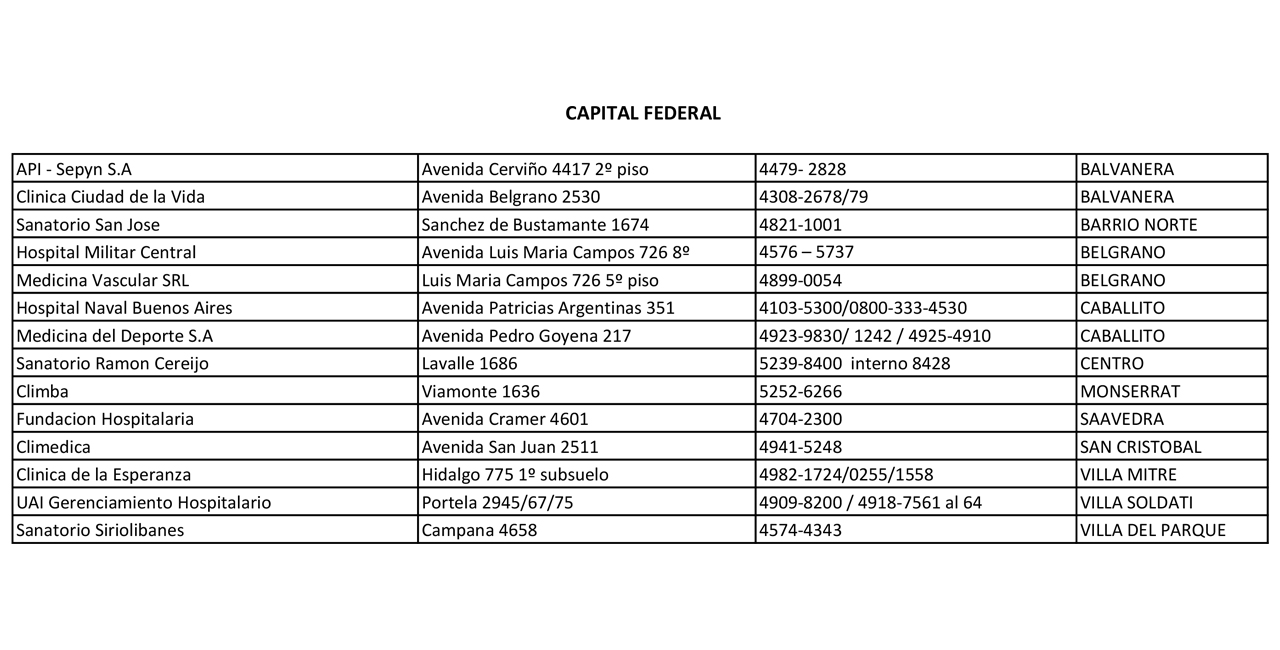 CAPITAL FEDERAL
API - Sepyn S.A Avenida Cerviño 4417 2º piso 4479- 2828 BALVANERA
Clinica Ciudad de la Vida Avenida Belgrano 2530 4308-2678/79 BALVANERA
Sanatorio San Jose Sanchez de Bustamante 1674 4821-1001 BARRIO NORTE
Hospital Militar Central Avenida Luis Maria Campos 726 8º 4576 – 5737 BELGRANO
Medicina Vascular SRL Luis Maria Campos 726 5º piso 4899-0054 BELGRANO
Hospital Naval Buenos Aires Avenida Patricias Argentinas 351 4103-5300/0800-333-4530 CABALLITO
Medicina del Deporte S.A Avenida Pedro Goyena 217 4923-9830/ 1242 / 4925-4910 CABALLITO
Sanatorio Ramon Cereijo Lavalle 1686 5239-8400  interno 8428 CENTRO
Climba Viamonte 1636 5252-6266 MONSERRAT
Fundacion Hospitalaria Avenida Cramer 4601 4704-2300 SAAVEDRA
Climedica Avenida San Juan 2511 4941-5248 SAN CRISTOBAL
Clinica de la Esperanza Hidalgo 775 1º subsuelo 4982-1724/0255/1558 VILLA MITRE
UAI Gerenciamiento Hospitalario Portela 2945/67/75 4909-8200 / 4918-7561 al 64 VILLA SOLDATI
Sanatorio Siriolibanes Campana 4658 4574-4343 VILLA DEL PARQUE